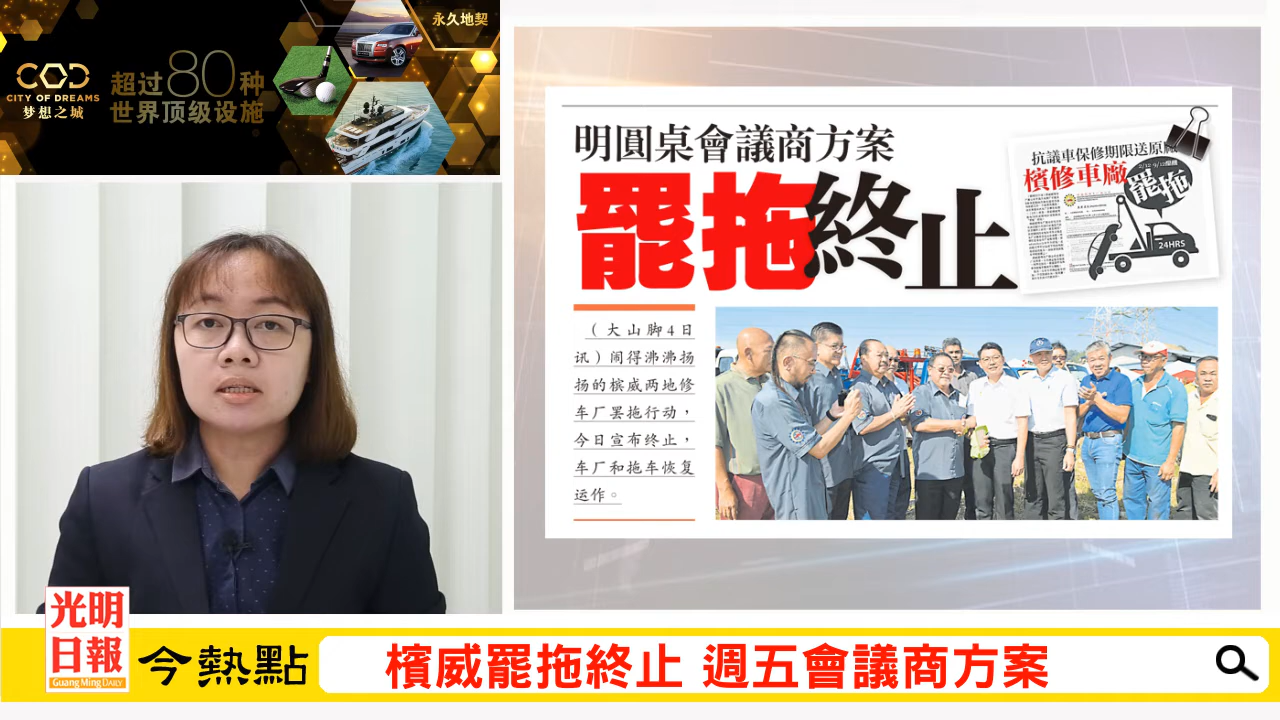 永久地契
COD
CITY OF DREAMS
梦想之城
超过80种
世界顶级设施
明圓桌會議商方案
罷拖終止
抗議車保修期限送原廠
檳修車廠
罷拖
24HRS
（大山脚4日
讯）闹得沸沸扬
扬的槟威两地修
车厂罢拖行动，
今日宣布终止，
车厂和拖车恢复
运作。
光明
日報
Guang Ming DAILY
今熱點
檳威罷拖終止 週五會議商方案